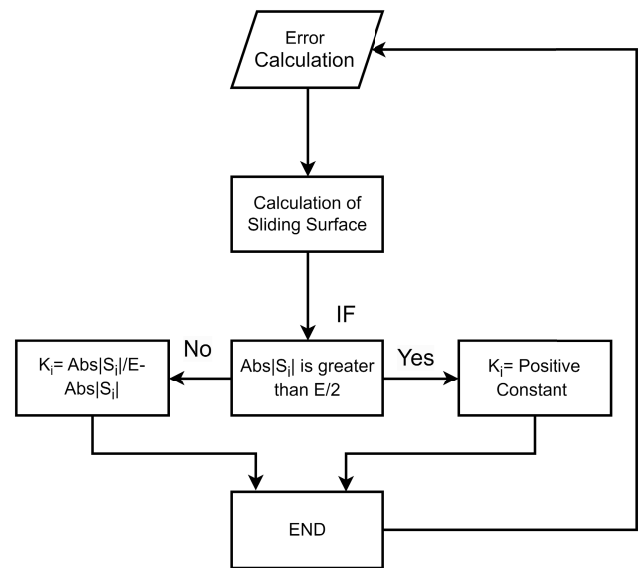 Error
Calculation
Calculation of
Sliding Surface
IF
No
Yes
Kᵢ= Abs|Sᵢ|/E-
Abs|Sᵢ|
Abs|Sᵢ| is greater
than E/2
Kᵢ= Positive
Constant
END